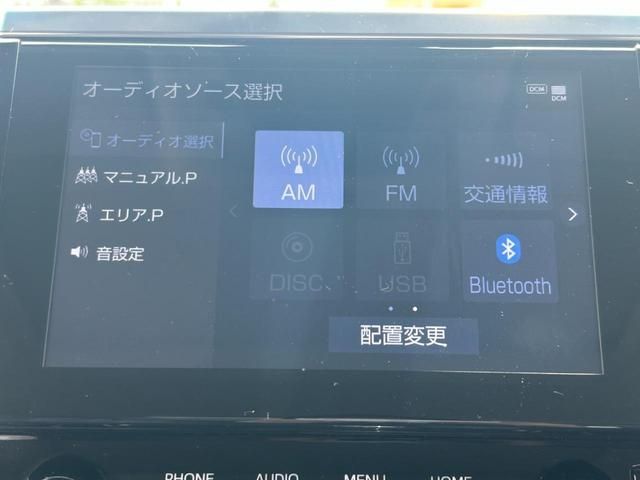 オーディオソース選択
DCM
DCM
オーディオ選択
マニュアル.P
エリア.P
音設定
AM
FM
交通情報
DISC
USB
Bluetooth
配置変更
PHONE
AUDIO
MENU
HOME